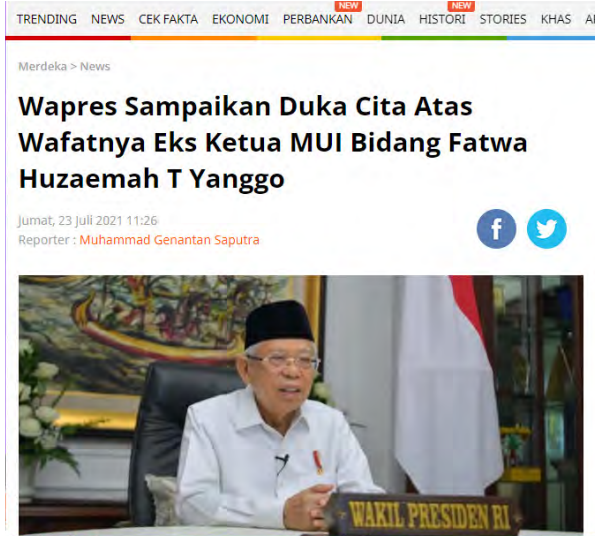 TRENDING NEWS CEK FAKTA EKONOMI PERBANKAN NEW DUNIA HISTORI NEW STORIES KHAS
Merdeka > News
Wapres Sampaikan Duka Cita Atas
Wafatnya Eks Ketua MUI Bidang Fatwa
Huzaemah T Yanggo
Jumat, 23 Juli 2021 11:26
Reporter : Muhammad Genantan Saputra
f
WAKIL PRESIDEN RI